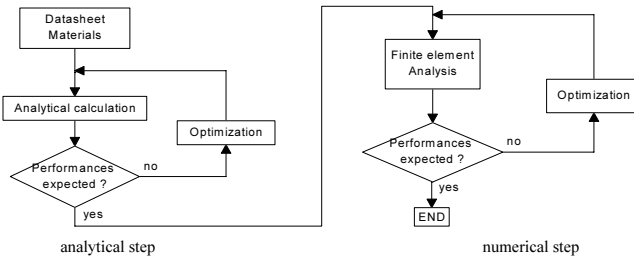 Datasheet
Materials
Analytical calculation
Optimization
Performances
expected ?
no
yes
analytical step
Finite element
Analysis
Optimization
Performances
expected ?
no
yes
END
numerical step